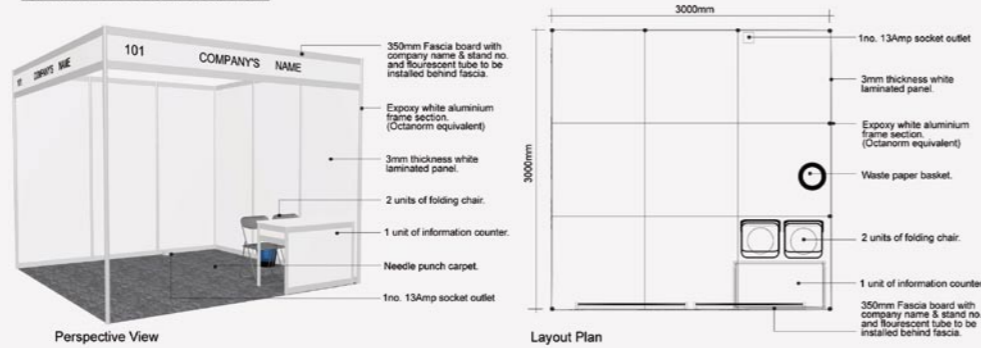 101 COMPANY'S NAME
101 COMPANY'S NAME
350mm Fascia board with
company name & stand no.
and flourescent tube to be
installed behind fascia.
Expoxy white aluminium
frame section.
(Octanorm equivalent)
3mm thickness white
laminated panel.
2 units of folding chair.
1 unit of information counter.
Needle punch carpet.
1no. 13Amp socket outlet
Perspective View
3000mm
3000mm
1no. 13Amp socket outlet
3mm thickness white
laminated panel.
Expoxy white aluminium
frame section.
(Octanorm equivalent)
Waste paper basket.
2 units of folding chair.
1 unit of information counter
350mm Fascia board with
company name & stand no.
and flourescent tube to be
installed behind fascia.
Layout Plan